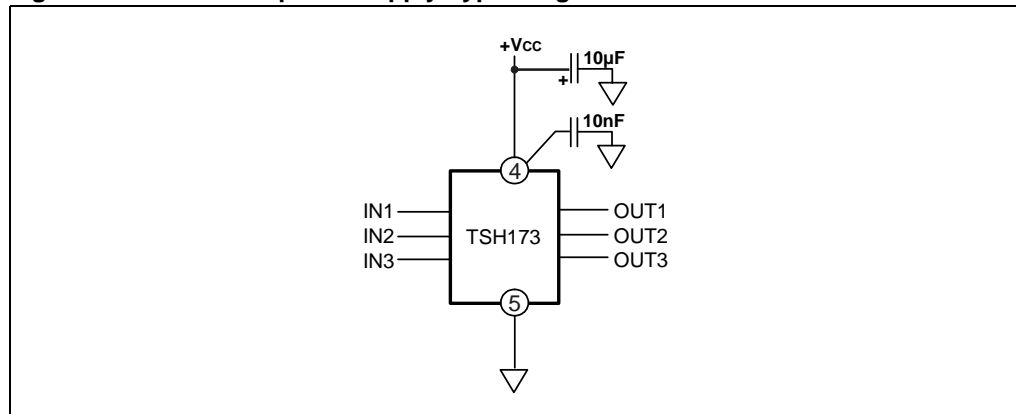 +Vcc
10µF
+
10nF
4
IN1
OUT1
IN2
TSH173
OUT2
IN3
OUT3
5